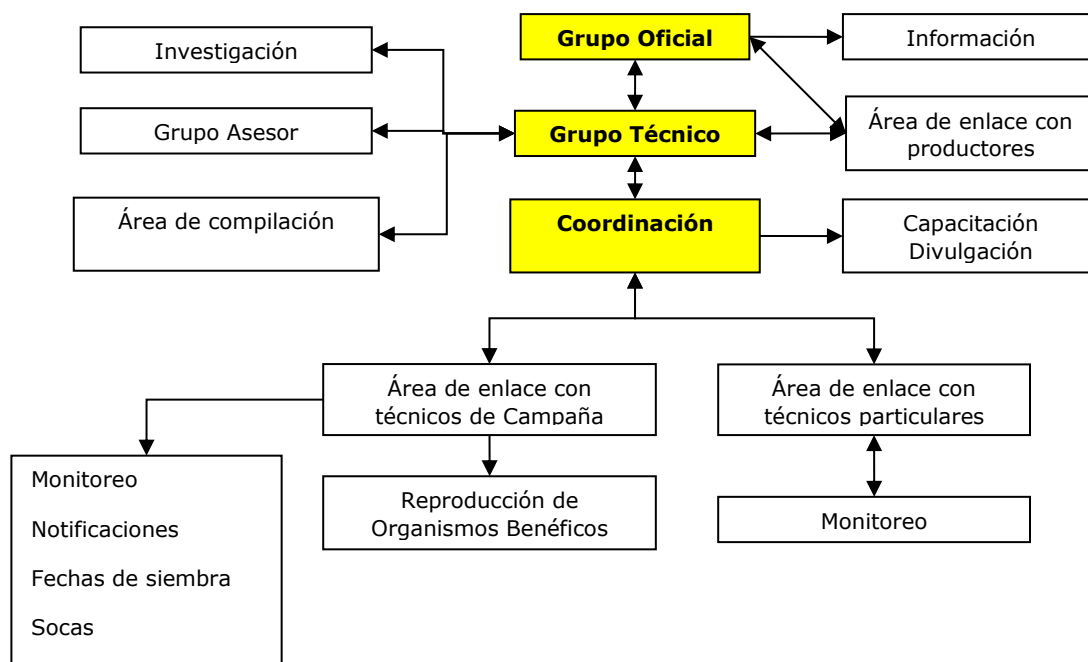 Investigación
Grupo Oficial
Información
Grupo Asesor
Grupo Técnico
Área de enlace con
productores
Área de compilación
Coordinación
Capacitación
Divulgación
Área de enlace con
técnicos de Campaña
Área de enlace con
técnicos particulares
Monitoreo
Notificaciones
Fechas de siembra
Socas
Reproducción de
Organismos Benéficos
Monitoreo